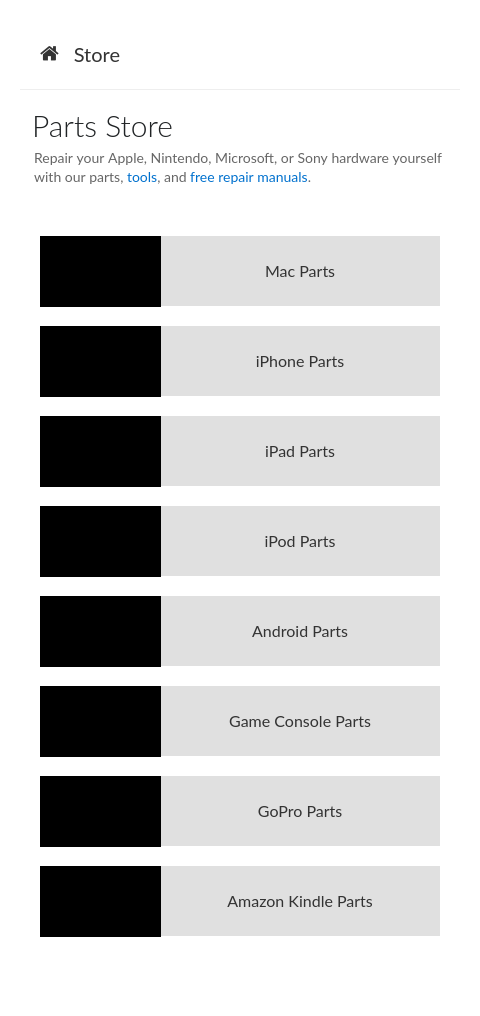 Store
Parts Store
Repair your Apple, Nintendo, Microsoft, or Sony hardware yourself
with our parts, tools, and free repair manuals.
Mac Parts
iPhone Parts
iPad Parts
iPod Parts
Android Parts
Game Console Parts
GoPro Parts
Amazon Kindle Parts